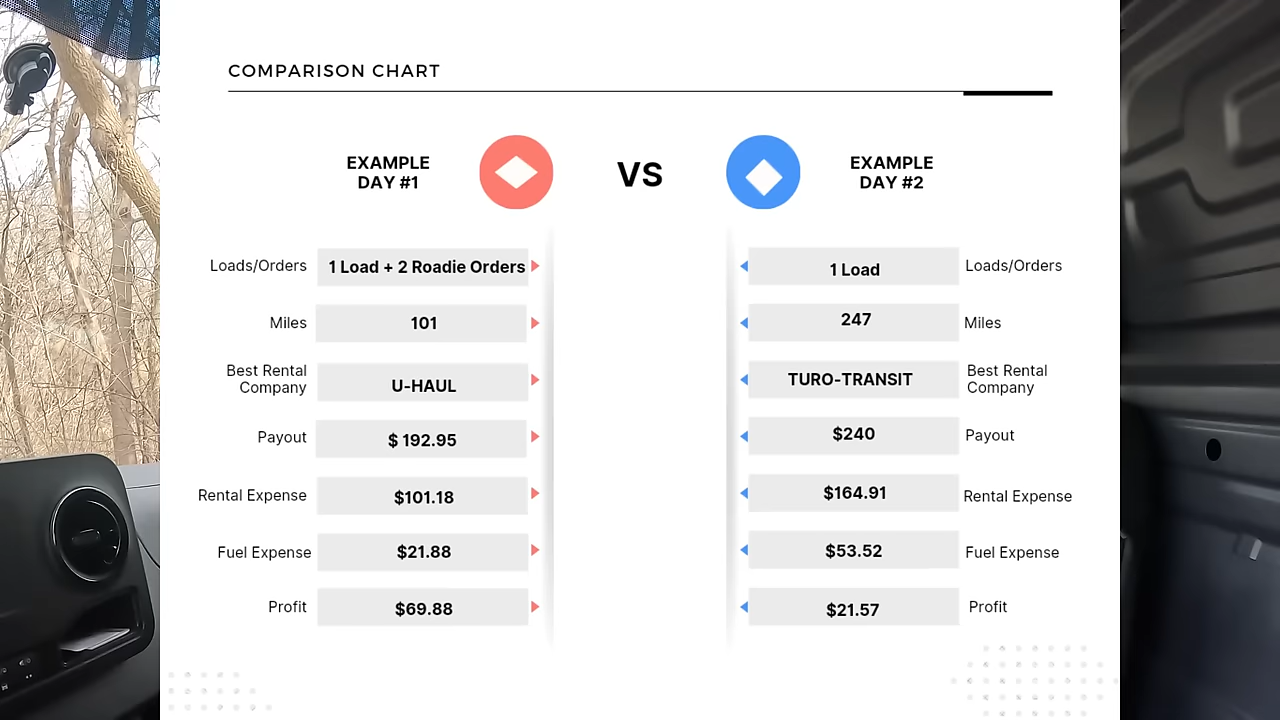 COMPARISON CHART
EXAMPLE
DAY #1
VS
EXAMPLE
DAY #2
Loads/Orders
1 Load + 2 Roadie Orders
1 Load
Loads/Orders
Miles
101
247
Miles
Best Rental
Company
U-HAUL
TURO-TRANSIT
Best Rental
Company
Payout
$ 192.95
$240
Payout
Rental Expense
$101.18
$164.91
Rental Expense
Fuel Expense
$21.88
$53.52
Fuel Expense
Profit
$69.88
$21.57
Profit